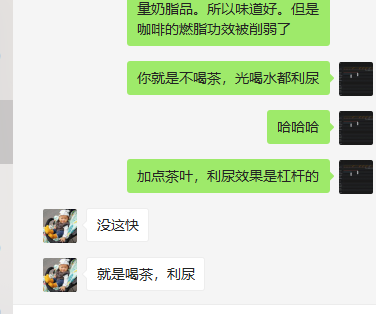 量奶脂品。所以味道好。但是
咖啡的燃脂功效被削弱了
你就是不喝茶，光喝水都利尿
哈哈哈
加点茶叶，利尿效果是杠杆的
没这快
就是喝茶，利尿